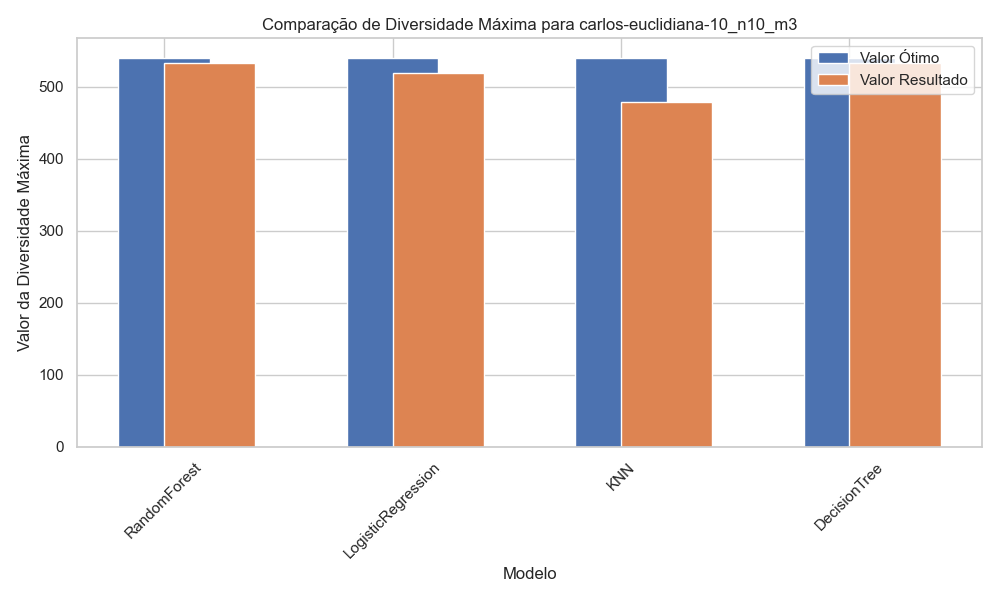 Comparação de Diversidade Máxima para carlos-euclidiana-10_n10_m3
Valor Ótimo
Valor Resultado
Valor da Diversidade Máxima
500
400
300
200
100
0
RandomForest
LogisticRegression
KNN
DecisionTree
Modelo